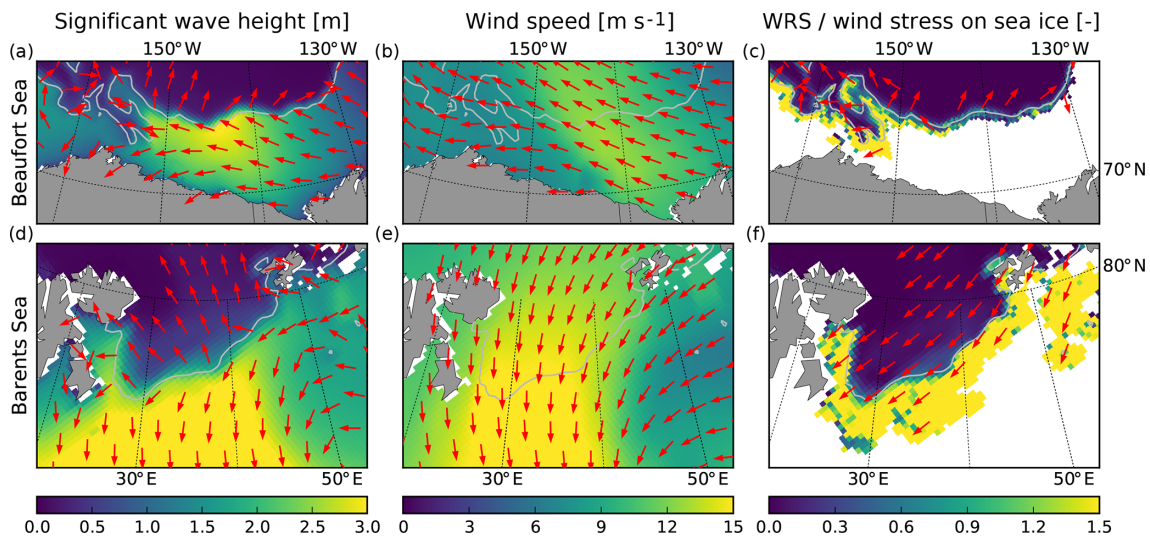 Significant wave height [m] Wind speed [m s-1] WRS / wind stress on sea ice [-]
(a) 150°W 130°W (b) 150°W 130°W (c) 150°W 130°W
Beaufort Sea
70°N
(d) (e) (f)
80°N
Barents Sea
30°E 50°E 30°E 50°E 30°E 50°E
0.0 0.5 1.0 1.5 2.0 2.5 3.0 0 3 6 9 12 15 0.0 0.3 0.6 0.9 1.2 1.5